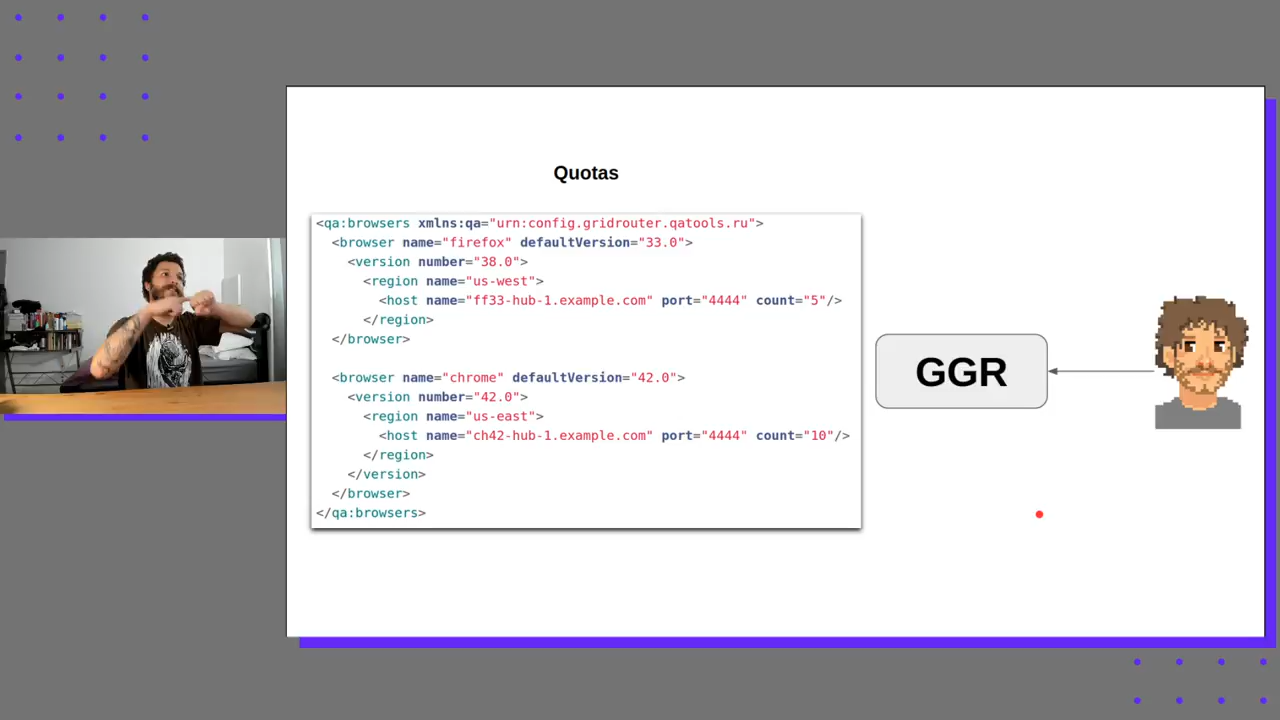 Quotas
<qa:browsers xmlns:qa="urn:config.gridrouter.qatools.ru">
  <browser name="firefox" defaultVersion="33.0">
    <version number="38.0">
      <region name="us-west">
        <host name="ff33-hub-1.example.com" port="4444" count="5"/>
      </region>
  </browser>

  <browser name="chrome" defaultVersion="42.0">
    <version number="42.0">
      <region name="us-east">
        <host name="ch42-hub-1.example.com" port="4444" count="10"/>
      </region>
    </version>
  </browser>
</qa:browsers>
GGR